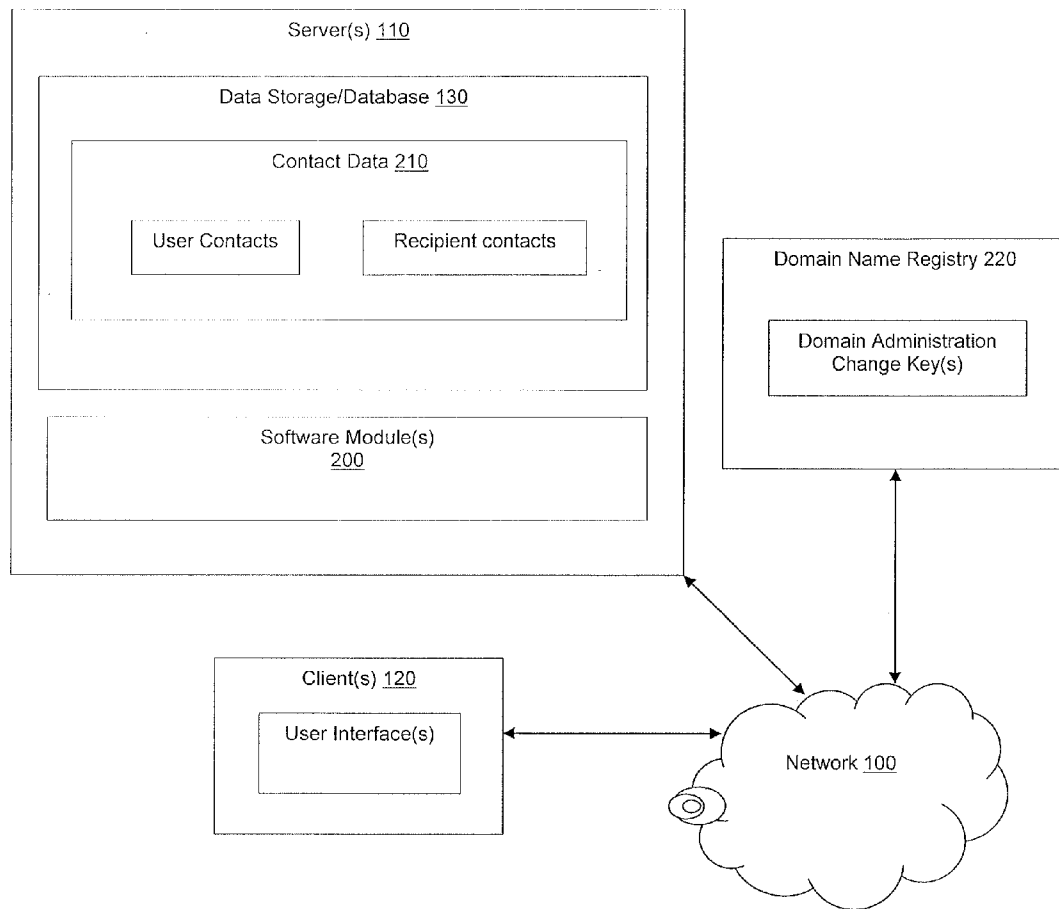 Server(s) 110
Data Storage/Database 130
Contact Data 210
User Contacts
Recipient contacts
Domain Name Registry 220
Domain Administration
Change Key(s)
Software Module(s)
200
Client(s) 120
User Interface(s)
Network 100